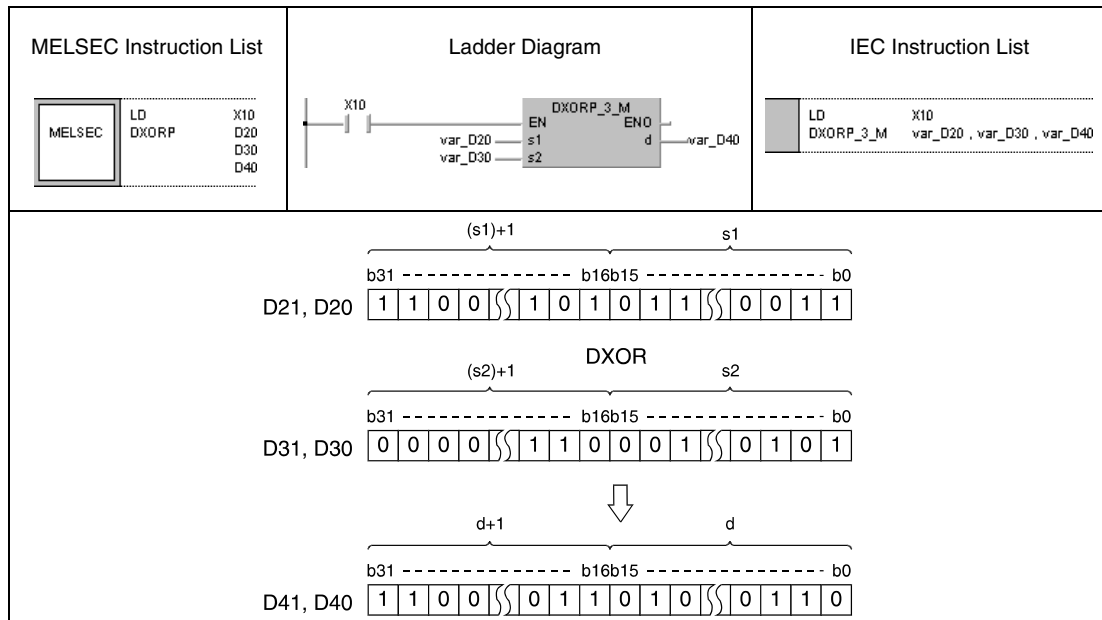 MELSEC Instruction List
Ladder Diagram
IEC Instruction List
MELSEC
LD X10
DXORP D20
D30
D40
X10
DXORP_3_M
EN ENO
var_D20 s1 d var_D40
var_D30 s2
LD X10
DXORP_3_M var_D20 , var_D30 , var_D40
(s1)+1 s1
b31 b16b15 b0
D21, D20 1 1 0 0 1 0 1 0 1 1 0 0 1 1
DXOR
(s2)+1 s2
b31 b16b15 b0
D31, D30 0 0 0 0 1 1 0 0 0 1 0 1 0 1
d+1 d
b31 b16b15 b0
D41, D40 1 1 0 0 0 1 1 0 1 0 0 1 1 0